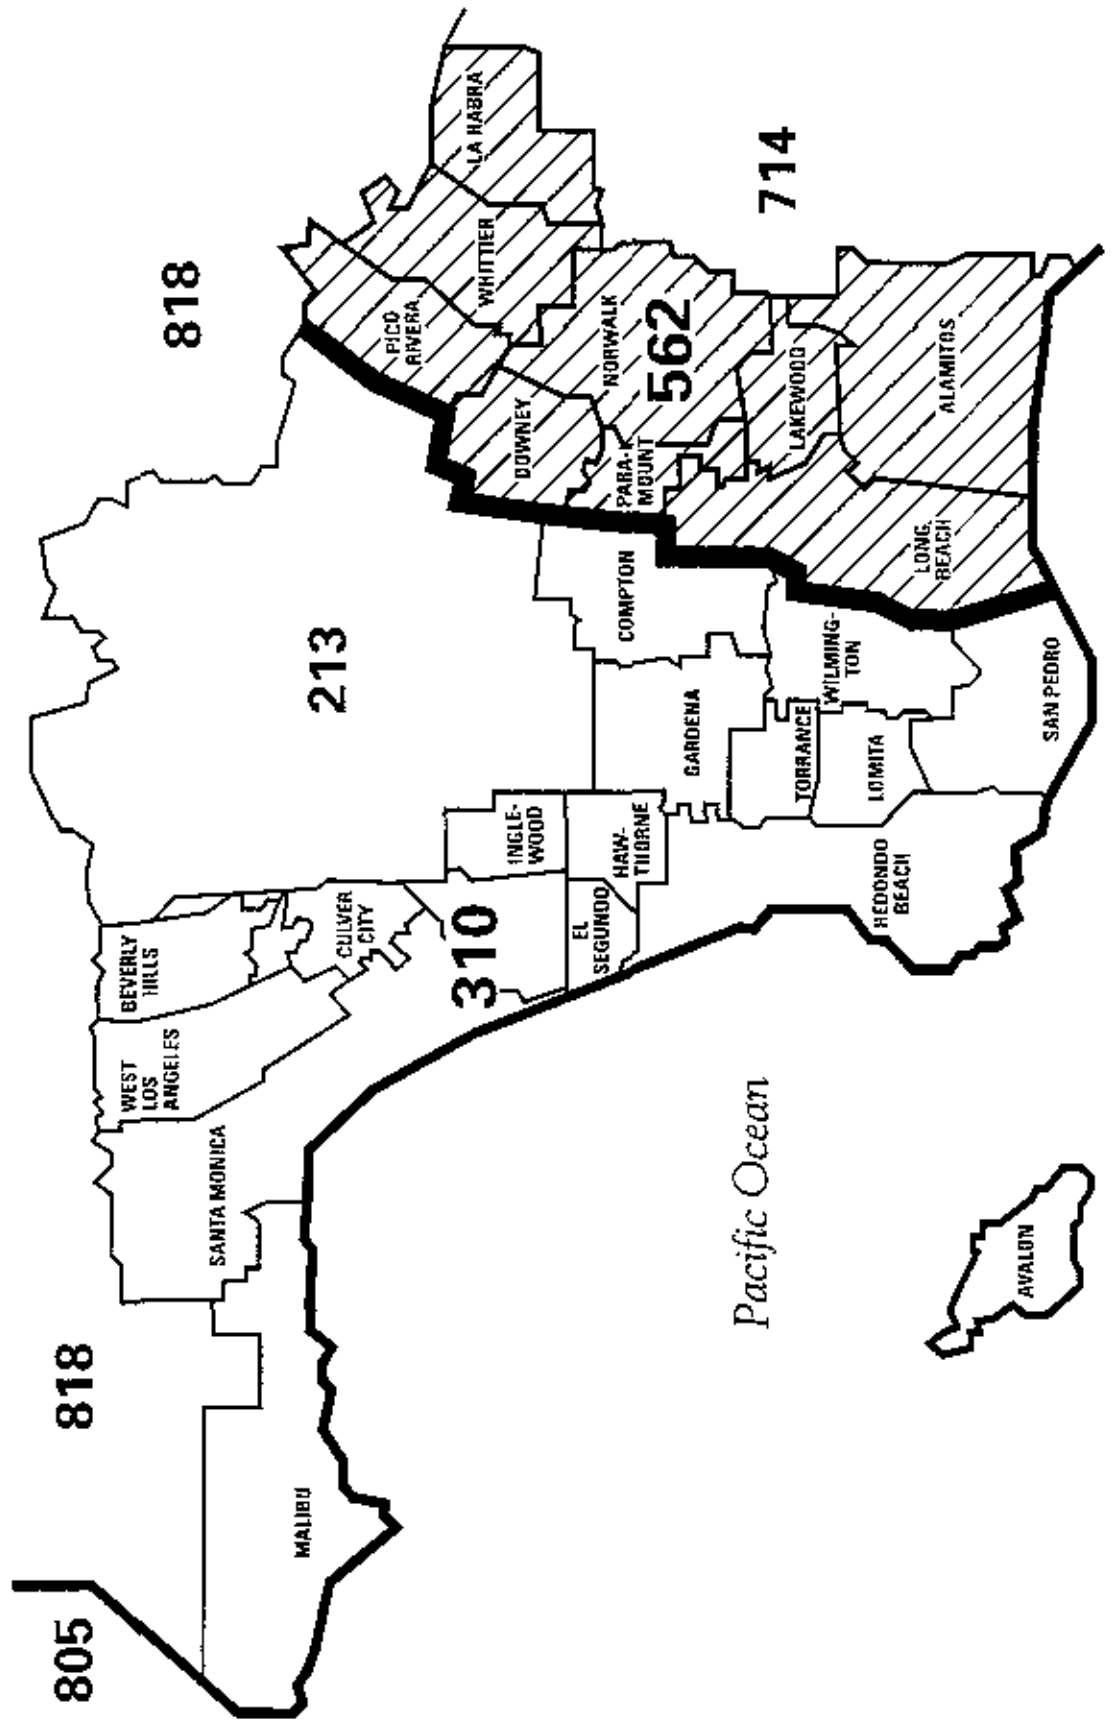 805
818
818
MALIBU
SANTA MONICA
WEST
LOS
ANGELES
BEVERLY
HILLS
CULVER
CITY
213
310
INGLE-
WOOD
EL
SEGUNDO
HAW-
THORNE
GARDENA
COMPTON
TORRANCE
LOMITA
WILMING-
TON
REDONDO
BEACH
SAN PEDRO
PICO
RIVERA
WHITTIER
LA HABRA
DOWNEY
NORWALK
PARA-
MOUNT
562
LAKEWOOD
LONG
BEACH
ALAMITOS
714
Pacific Ocean
AVALON